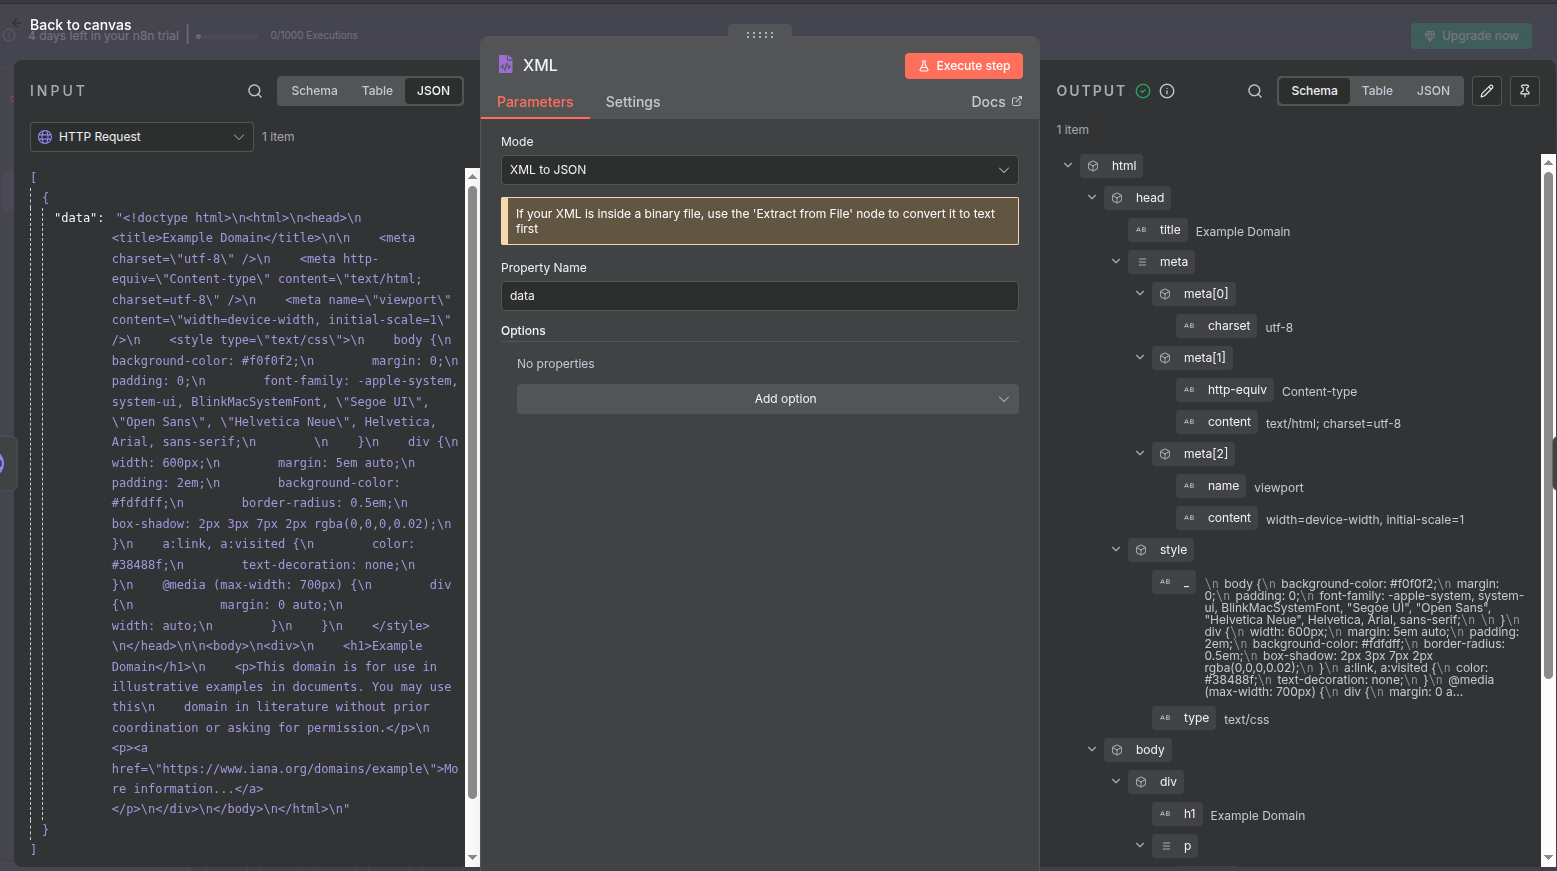 Back to canvas
4 days left in your n8n trial
0/1000 Executions
Upgrade now
INPUT
Schema
Table
JSON
HTTP Request
1 item
[
{
"data": "<!doctype html>\n<html>\n<head>\n
<title>Example Domain</title>\n\n    <meta
charset=\"utf-8\" />\n    <meta http-
equiv=\"Content-type\" content=\"text/html;
charset=utf-8\" />\n    <meta name=\"viewport\"
content=\"width=device-width, initial-scale=1\"
/>\n    <style type=\"text/css\">\n    body {\n
background-color: #f0f0f2;\n        margin: 0;\n
padding: 0;\n        font-family: -apple-system,
system-ui, BlinkMacSystemFont, \"Segoe UI\",
\"Open Sans\", \"Helvetica Neue\", Helvetica,
Arial, sans-serif;\n        \n    }\n    div {\n
width: 600px;\n        margin: 5em auto;\n
padding: 2em;\n        background-color:
#fdfdff;\n        border-radius: 0.5em;\n
box-shadow: 2px 3px 7px 2px rgba(0,0,0,0.02);\n
}\n    a:link, a:visited {\n        color:
#38488f;\n        text-decoration: none;\n
}\n    @media (max-width: 700px) {\n        div
{\n            margin: 0 auto;\n
width: auto;\n        }\n    }\n    </style>
\n</head>\n\n<body>\n<div>\n    <h1>Example
Domain</h1>\n    <p>This domain is for use in
illustrative examples in documents. You may use
this\n    domain in literature without prior
coordination or asking for permission.</p>\n
<p><a
href=\"https://www.iana.org/domains/example\">Mo
re information...</a>
</p>\n</div>\n</body>\n</html>\n"
}
]
XML
Execute step
Parameters
Settings
Docs
Mode
XML to JSON
If your XML is inside a binary file, use the 'Extract from File' node to convert it to text
first
Property Name
data
Options
No properties
Add option
OUTPUT
Schema
Table
JSON
1 item
html
head
AB title Example Domain
meta
meta[0]
AB charset utf-8
meta[1]
AB http-equiv Content-type
AB content text/html; charset=utf-8
meta[2]
AB name viewport
AB content width=device-width, initial-scale=1
style
AB _ \n body {\n background-color: #f0f0f2;\n margin:
0;\n padding: 0;\n font-family: -apple-system, system-
ui, BlinkMacSystemFont, "Segoe UI", "Open Sans",
"Helvetica Neue", Helvetica, Arial, sans-serif;\n \n }\n
div {\n width: 600px;\n margin: 5em auto;\n padding:
2em;\n background-color: #fdfdff;\n border-radius:
0.5em;\n box-shadow: 2px 3px 7px 2px
rgba(0,0,0,0.02);\n }\n a:link, a:visited {\n color:
#38488f;\n text-decoration: none;\n }\n @media
(max-width: 700px) {\n div {\n margin: 0 a...
AB type text/css
body
div
AB h1 Example Domain
p